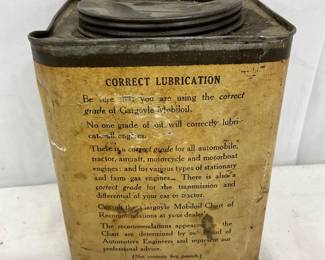 CORRECT LUBRICATION
Be sure that you are using the correct
grade of Gargoyle Mobiloil.
No one grade of oil will correctly lubri-
cate all engines.
There is a correct grade for all automobile,
tractor, aircraft, motorcycle and motorboat
engines: and for various types of stationary
and farm gas engines. There is also a
correct grade for the transmission and
differential of your car or tractor.
Consult the Gargoyle Mobiloil Chart of
Recommendations at your dealer's.
The recommendations appearing the
Chart are determined by of
Automotive Engineers and represent our
professional advice.
(Net contents five pounds.)